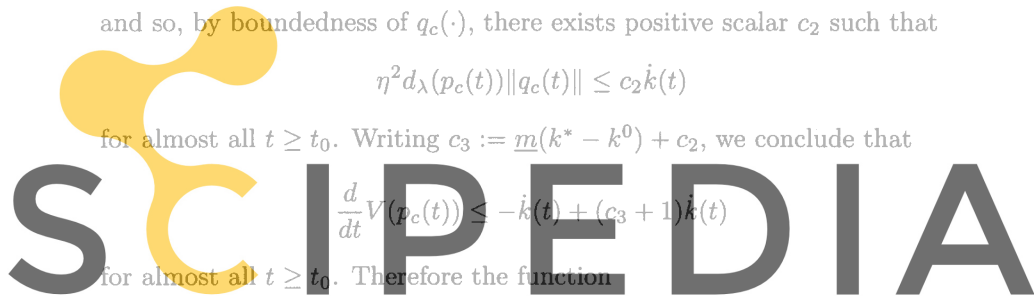 and so, by boundedness of q_c(·), there exists positive scalar c_2 such that
η^2 d_λ(p_c(t))‖q_c(t)‖ ≤ c_2 k̇(t)
for almost all t ≥ t_0. Writing c_3 := m̲(k* − k^0) + c_2, we conclude that
d/dt V(p_c(t)) ≤ −k̇(t) + (c_3 + 1)k̇(t)
SCIPEDIA
for almost all t ≥ t_0. Therefore the function